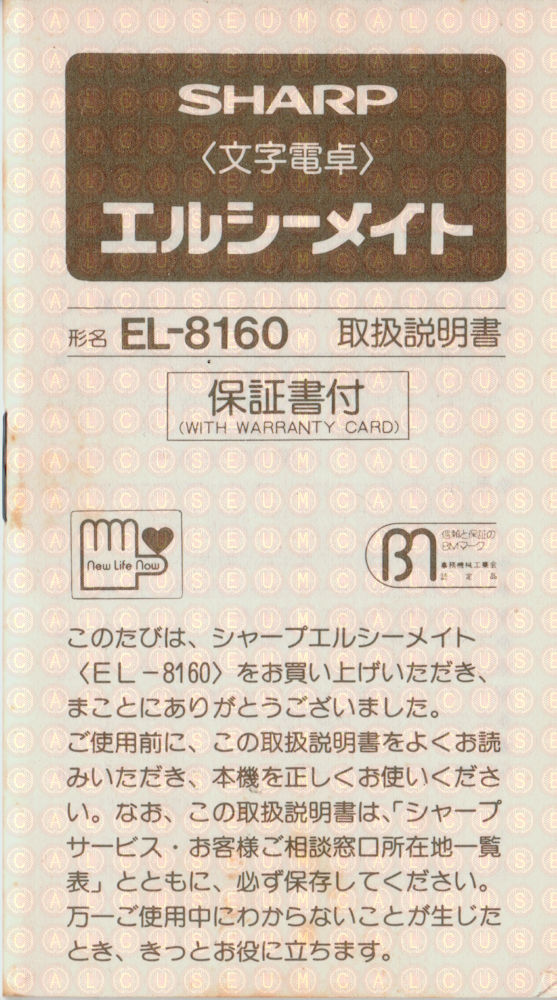 SHARP
〈文字電卓〉
エルシーメイト
形名 EL-8160 取扱説明書
保証書付
(WITH WARRANTY CARD)
New Life Now
信頼と保証の
BMマーク
事務機械工業会
認定品
このたびは、シャープエルシーメイト
〈EL-8160〉をお買い上げいただき、
まことにありがとうございました。
ご使用前に、この取扱説明書をよくお読
みいただき、本機を正しくお使いくださ
い。なお、この取扱説明書は、「シャープ
サービス・お客様ご相談窓口所在地一覧
表」とともに、必ず保存してください。
万一ご使用中にわからないことが生じた
とき、きっとお役に立ちます。